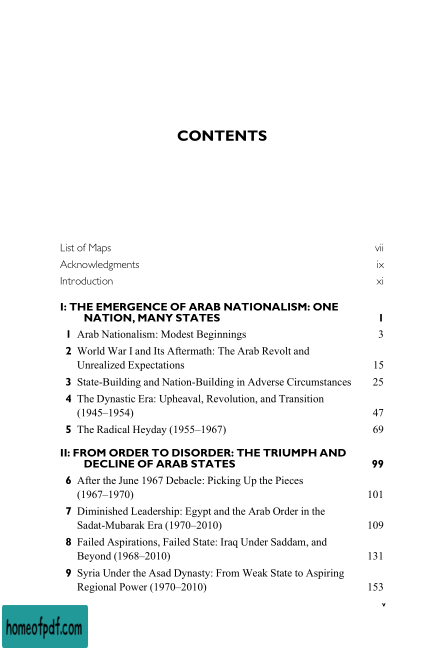 CONTENTS
List of Maps vii
Acknowledgments ix
Introduction xi
I: THE EMERGENCE OF ARAB NATIONALISM: ONE
NATION, MANY STATES 1
1 Arab Nationalism: Modest Beginnings 3
2 World War I and Its Aftermath: The Arab Revolt and
Unrealized Expectations 15
3 State-Building and Nation-Building in Adverse Circumstances 25
4 The Dynastic Era: Upheaval, Revolution, and Transition
(1945–1954) 47
5 The Radical Heyday (1955–1967) 69
II: FROM ORDER TO DISORDER: THE TRIUMPH AND
DECLINE OF ARAB STATES 99
6 After the June 1967 Debacle: Picking Up the Pieces
(1967–1970) 101
7 Diminished Leadership: Egypt and the Arab Order in the
Sadat-Mubarak Era (1970–2010) 109
8 Failed Aspirations, Failed State: Iraq Under Saddam, and
Beyond (1968–2010) 131
9 Syria Under the Asad Dynasty: From Weak State to Aspiring
Regional Power (1970–2010) 153
v
homeofpdf.com